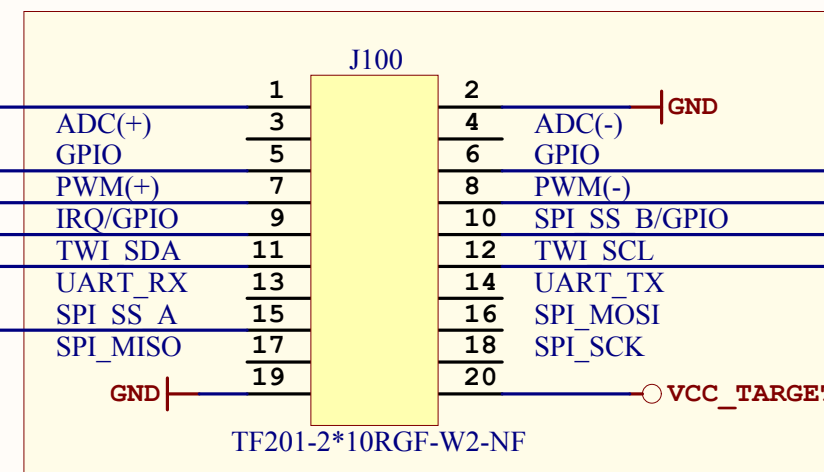 J100
1 2 GND
ADC(+) 3 4 ADC(-)
GPIO 5 6 GPIO
PWM(+) 7 8 PWM(-)
IRQ/GPIO 9 10 SPI_SS_B/GPIO
TWI_SDA 11 12 TWI_SCL
UART_RX 13 14 UART_TX
SPI_SS_A 15 16 SPI_MOSI
SPI_MISO 17 18 SPI_SCK
GND 19 20 VCC_TARGET
TF201-2*10RGF-W2-NF